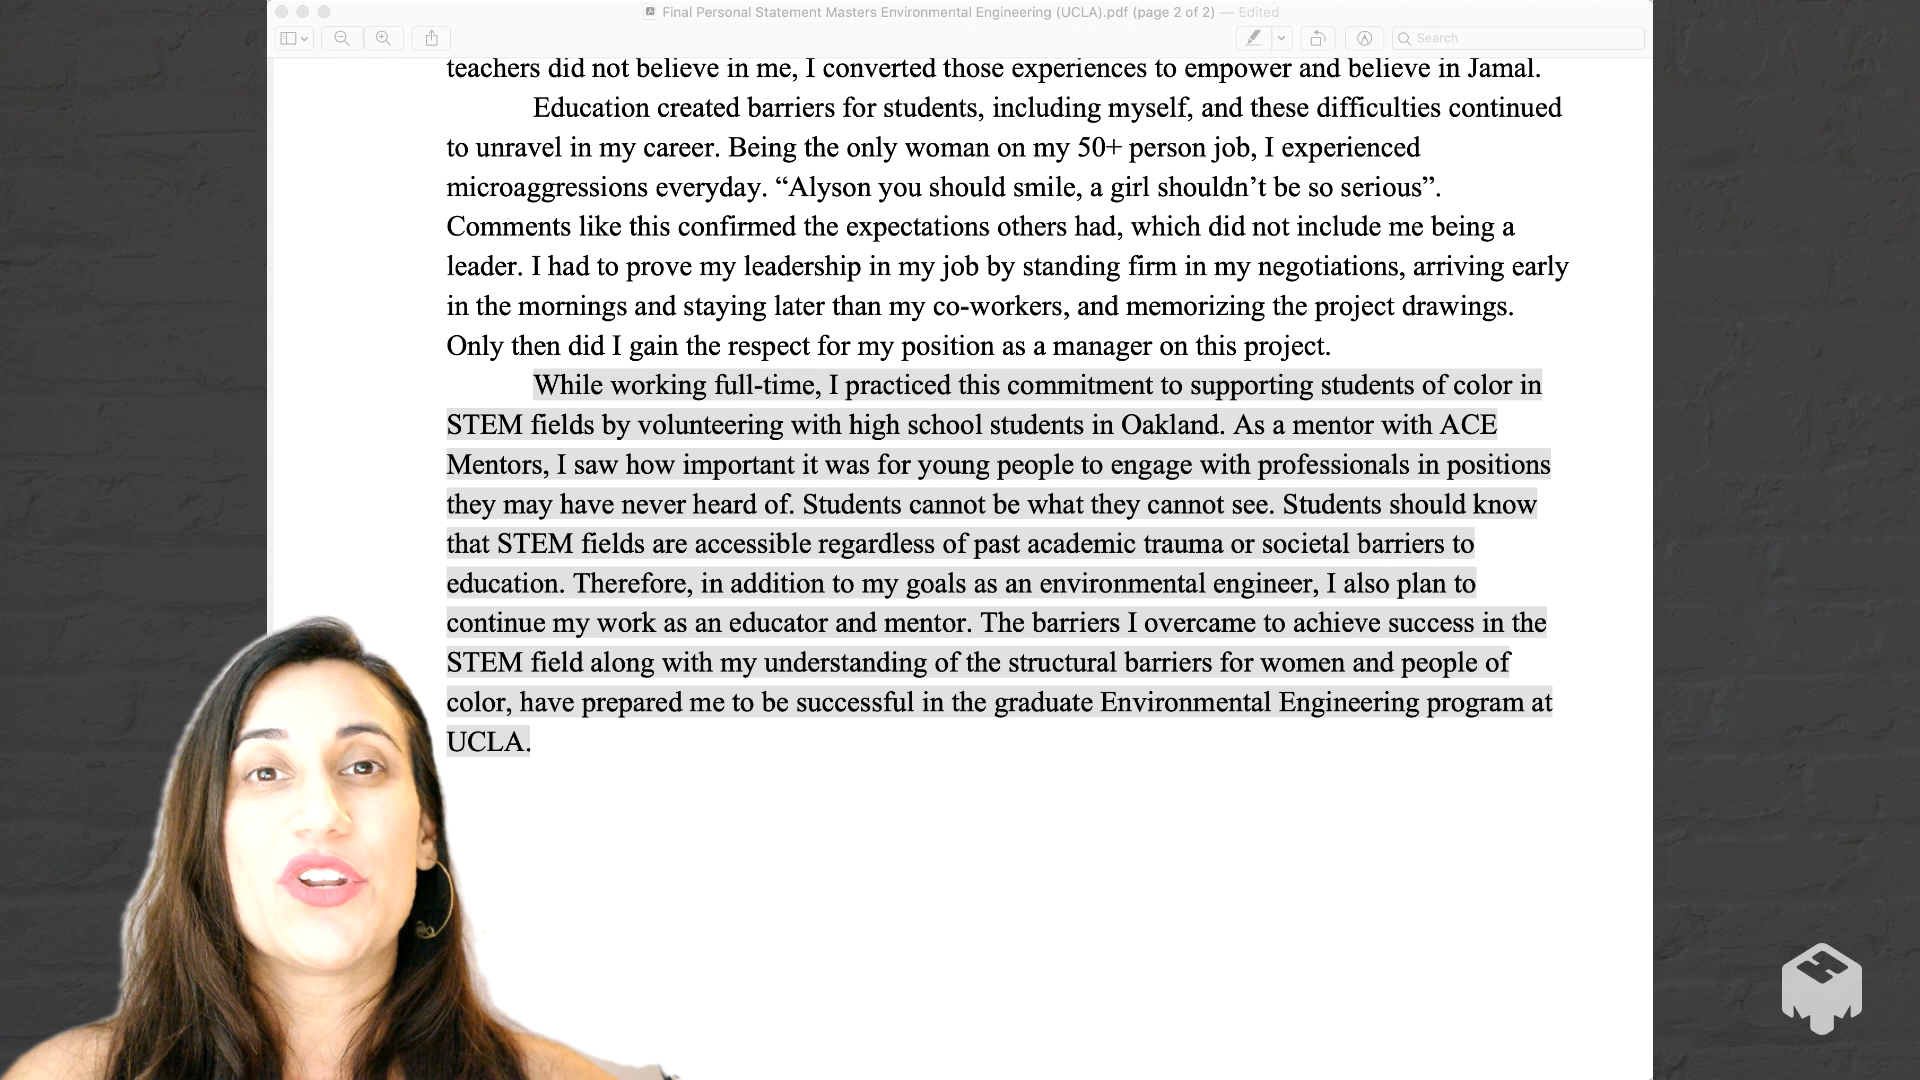 Final Personal Statement Masters Environmental Engineering (UCLA).pdf (page 2 of 2) — Edited
Search
teachers did not believe in me, I converted those experiences to empower and believe in Jamal.
Education created barriers for students, including myself, and these difficulties continued
to unravel in my career. Being the only woman on my 50+ person job, I experienced
microaggressions everyday. “Alyson you should smile, a girl shouldn’t be so serious”.
Comments like this confirmed the expectations others had, which did not include me being a
leader. I had to prove my leadership in my job by standing firm in my negotiations, arriving early
in the mornings and staying later than my co-workers, and memorizing the project drawings.
Only then did I gain the respect for my position as a manager on this project.
While working full-time, I practiced this commitment to supporting students of color in
STEM fields by volunteering with high school students in Oakland. As a mentor with ACE
Mentors, I saw how important it was for young people to engage with professionals in positions
they may have never heard of. Students cannot be what they cannot see. Students should know
that STEM fields are accessible regardless of past academic trauma or societal barriers to
education. Therefore, in addition to my goals as an environmental engineer, I also plan to
continue my work as an educator and mentor. The barriers I overcame to achieve success in the
STEM field along with my understanding of the structural barriers for women and people of
color, have prepared me to be successful in the graduate Environmental Engineering program at
UCLA.